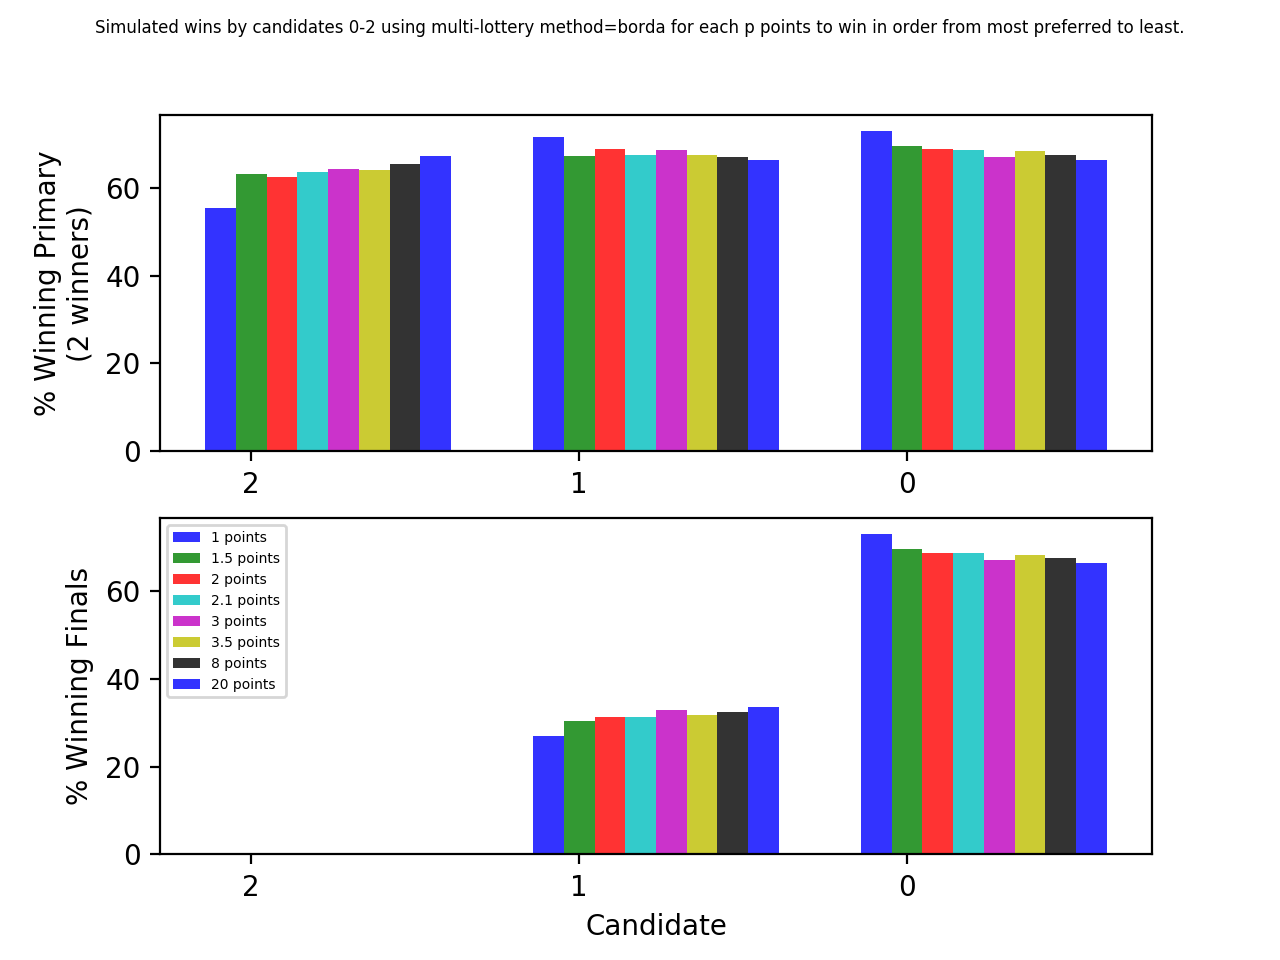 Simulated wins by candidates 0-2 using multi-lottery method=borda for each p points to win in order from most preferred to least.
% Winning Primary
(2 winners)
60
40
20
0
2 1 0
% Winning Finals
60
40
20
0
1 points
1.5 points
2 points
2.1 points
3 points
3.5 points
8 points
20 points
2 1 0
Candidate